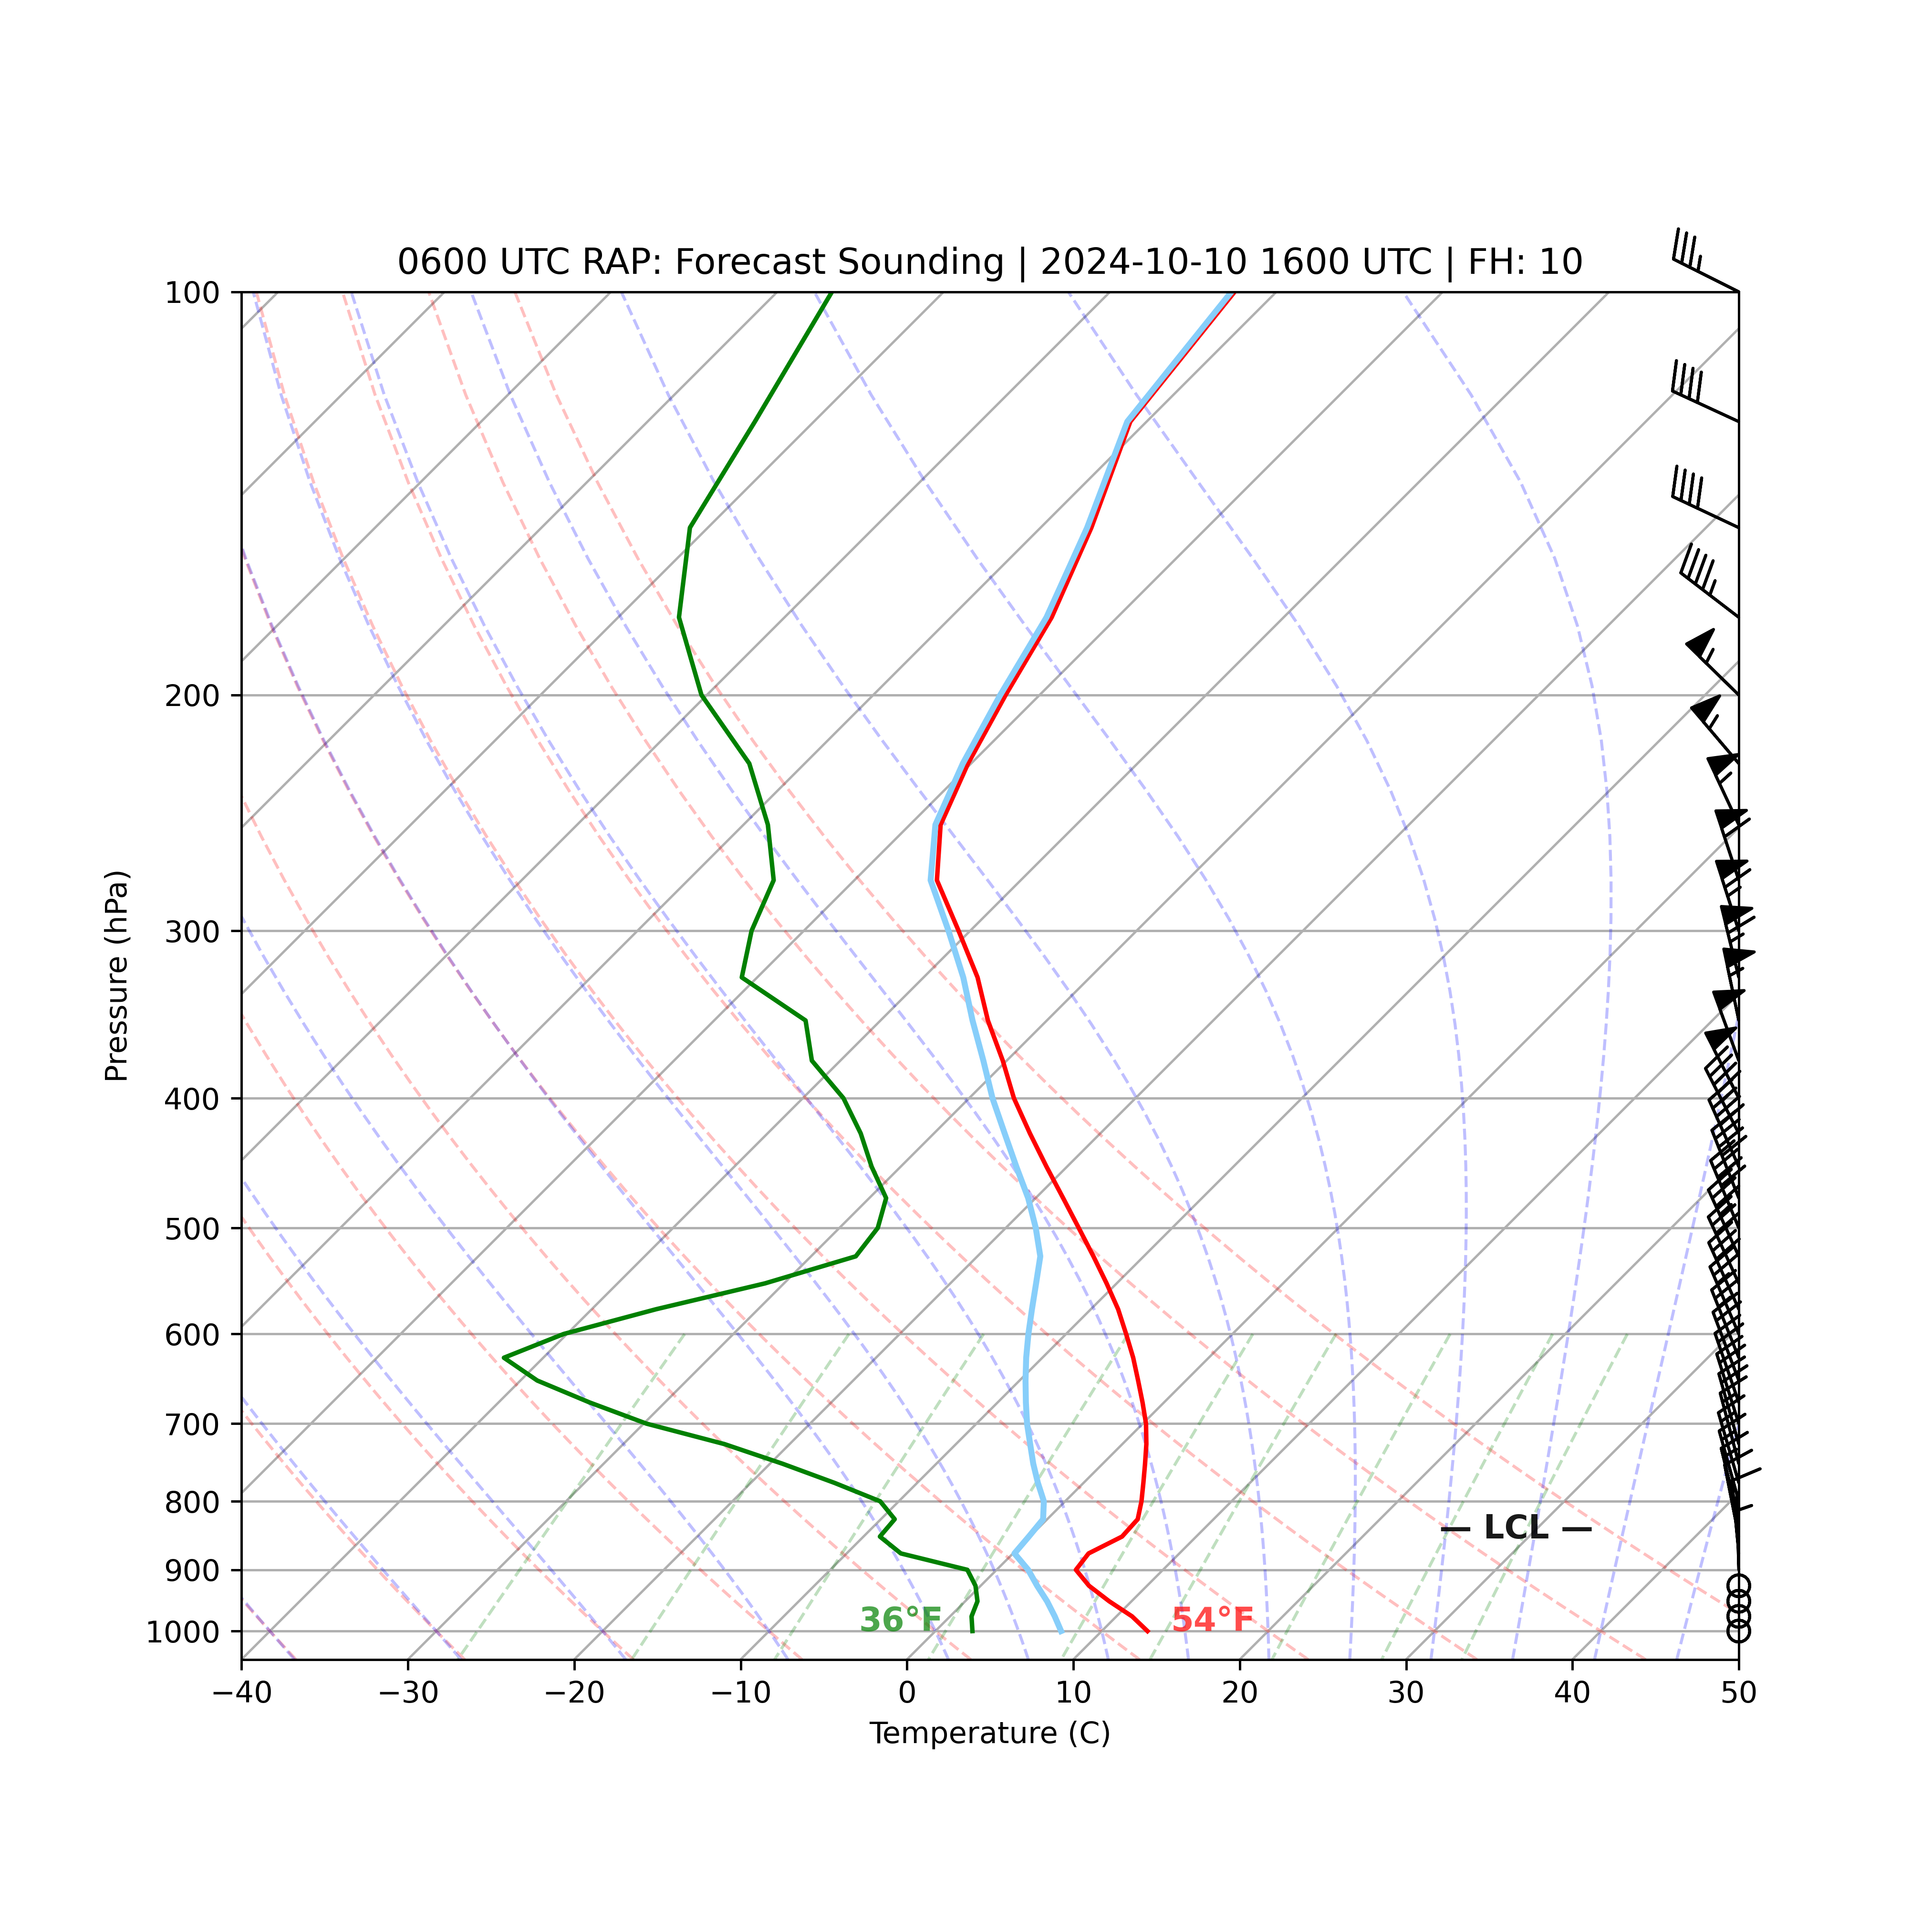 0600 UTC RAP: Forecast Sounding | 2024-10-10 1600 UTC | FH: 10
100
200
300
400
500
600
700
800
900
1000
Pressure (hPa)
— LCL —
36°F
54°F
−40 −30 −20 −10 0 10 20 30 40 50
Temperature (C)